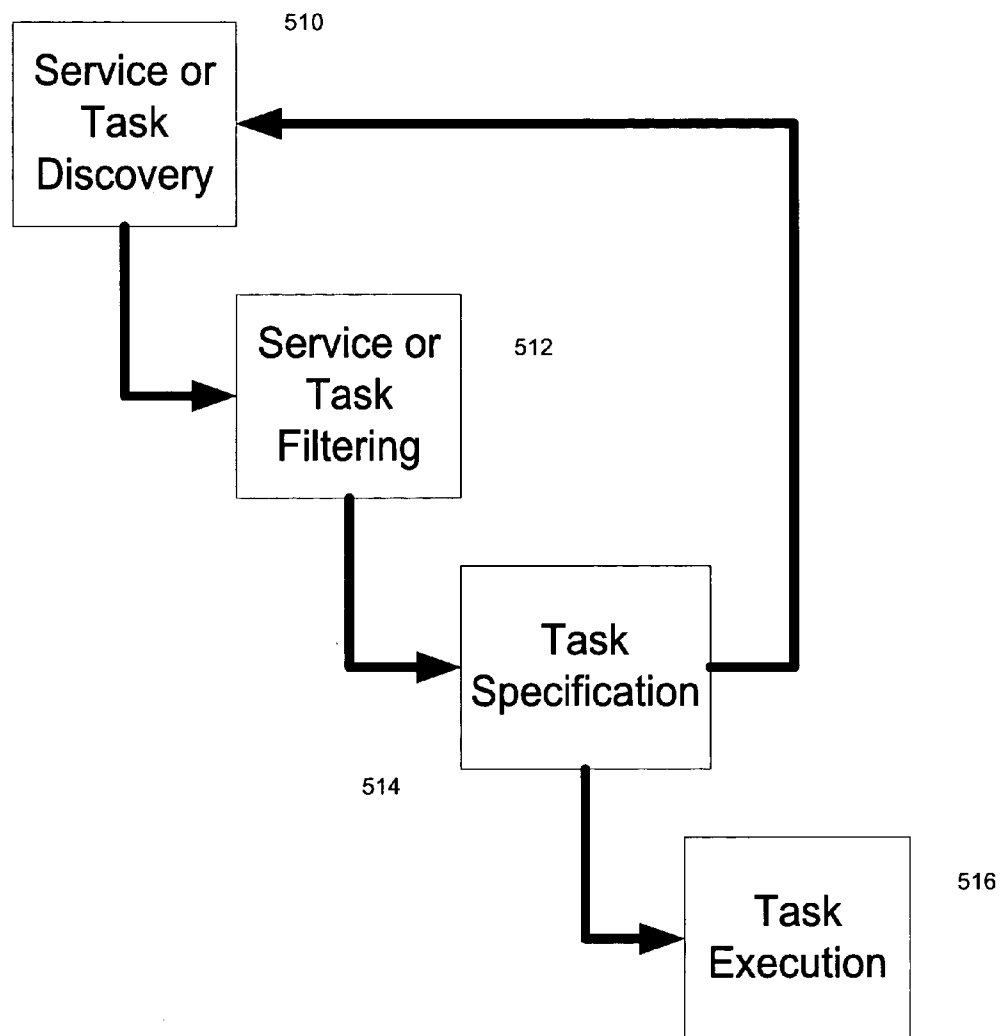 510
Service or
Task
Discovery
Service or
Task
Filtering
512
Task
Specification
514
Task
Execution
516